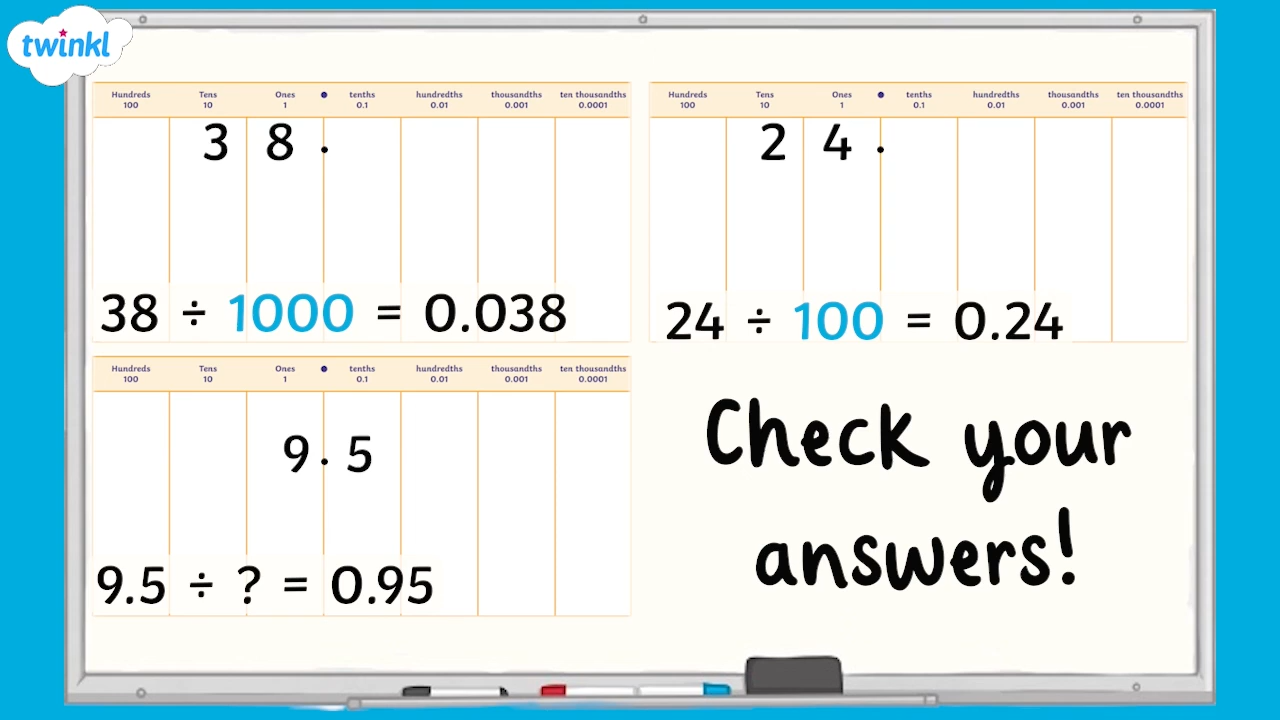 twinkl
Hundreds Tens Ones • tenths hundredths thousandths ten thousandths
100 10 1 0.1 0.01 0.001 0.0001
3 8 .
38 ÷ 1000 = 0.038
Hundreds Tens Ones • tenths hundredths thousandths ten thousandths
100 10 1 0.1 0.01 0.001 0.0001
2 4 .
24 ÷ 100 = 0.24
Hundreds Tens Ones • tenths hundredths thousandths ten thousandths
100 10 1 0.1 0.01 0.001 0.0001
9 . 5
9.5 ÷ ? = 0.95
Check your
answers!